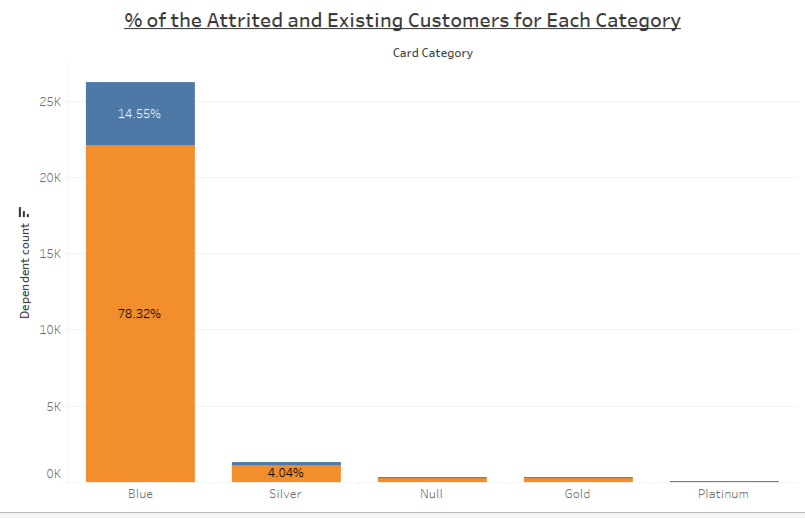 % of the Attrited and Existing Customers for Each Category
Card Category
Dependent count
25K
20K
15K
10K
5K
0K
14.55%
78.32%
4.04%
Blue
Silver
Null
Gold
Platinum